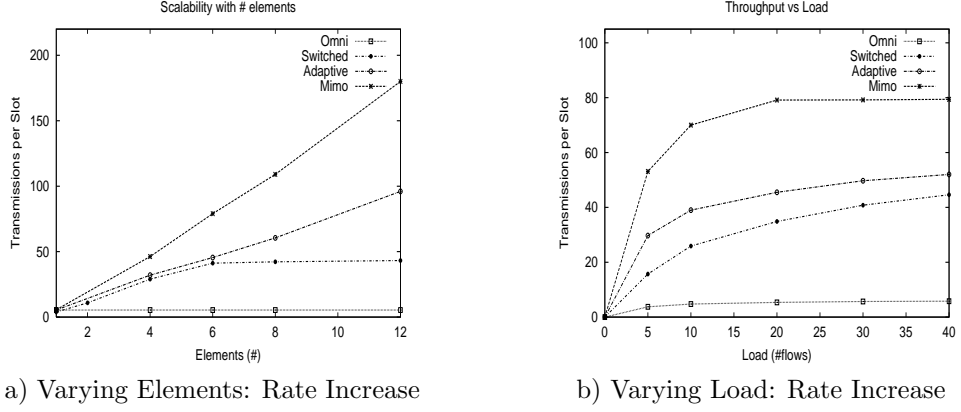 Scalability with # elements
Omni
Switched
Adaptive
Mimo
200
150
100
50
0
Transmissions per Slot
2 4 6 8 10 12
Elements (#)
a) Varying Elements: Rate Increase
Throughput vs Load
Omni
Switched
Adaptive
Mimo
100
80
60
40
20
0
Transmissions per Slot
0 5 10 15 20 25 30 35 40
Load (#flows)
b) Varying Load: Rate Increase